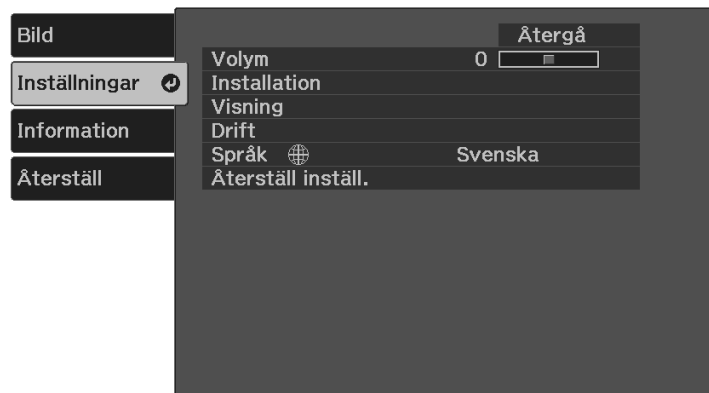 Bild
Inställningar
Information
Återställ
Återgå
Volym 0
Installation
Visning
Drift
Språk Svenska
Återställ inställ.